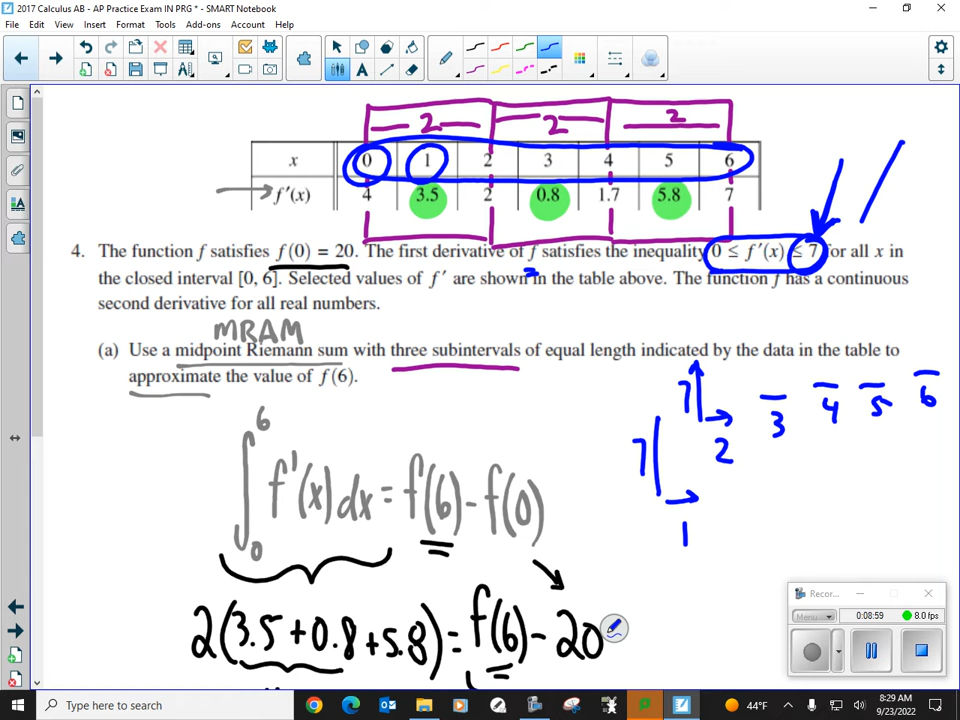 2017 Calculus AB - AP Practice Exam IN PRG * - SMART Notebook
File Edit View Insert Format Tools Add-ons Account Help
2 2 2
x 0 1 2 3 4 5 6
f′(x) 4 3.5 2 0.8 1.7 5.8 7
4. The function f satisfies f(0) = 20. The first derivative of f satisfies the inequality 0 ≤ f′(x) ≤ 7 for all x in
the closed interval [0, 6]. Selected values of f′ are shown in the table above. The function f has a continuous
second derivative for all real numbers.
MRAM
(a) Use a midpoint Riemann sum with three subintervals of equal length indicated by the data in the table to
approximate the value of f(6).
7 3 4 5 6
7 2
1
∫₀⁶ f′(x)dx = f(6) - f(0)
2(3.5+0.8+5.8) = f(6) - 20
Recor...
Menu
0:08:59 8.0 fps
Type here to search
44°F
8:29 AM
9/23/2022